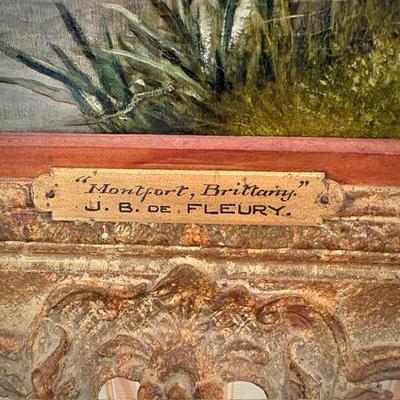 "Montfort, Brittany."
J. B. DE FLEURY.